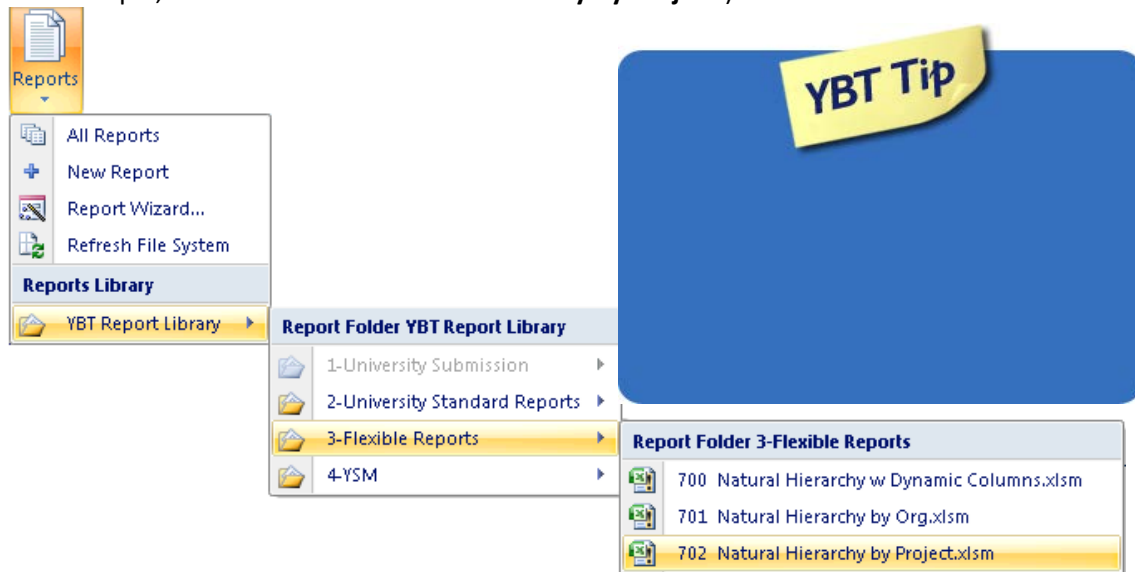 Reports
All Reports
New Report
Report Wizard...
Refresh File System
Reports Library
YBT Report Library
Report Folder YBT Report Library
1-University Submission
2-University Standard Reports
3-Flexible Reports
4-YSM
YBT Tip
Report Folder 3-Flexible Reports
700 Natural Hierarchy w Dynamic Columns.xlsm
701 Natural Hierarchy by Org.xlsm
702 Natural Hierarchy by Project.xlsm